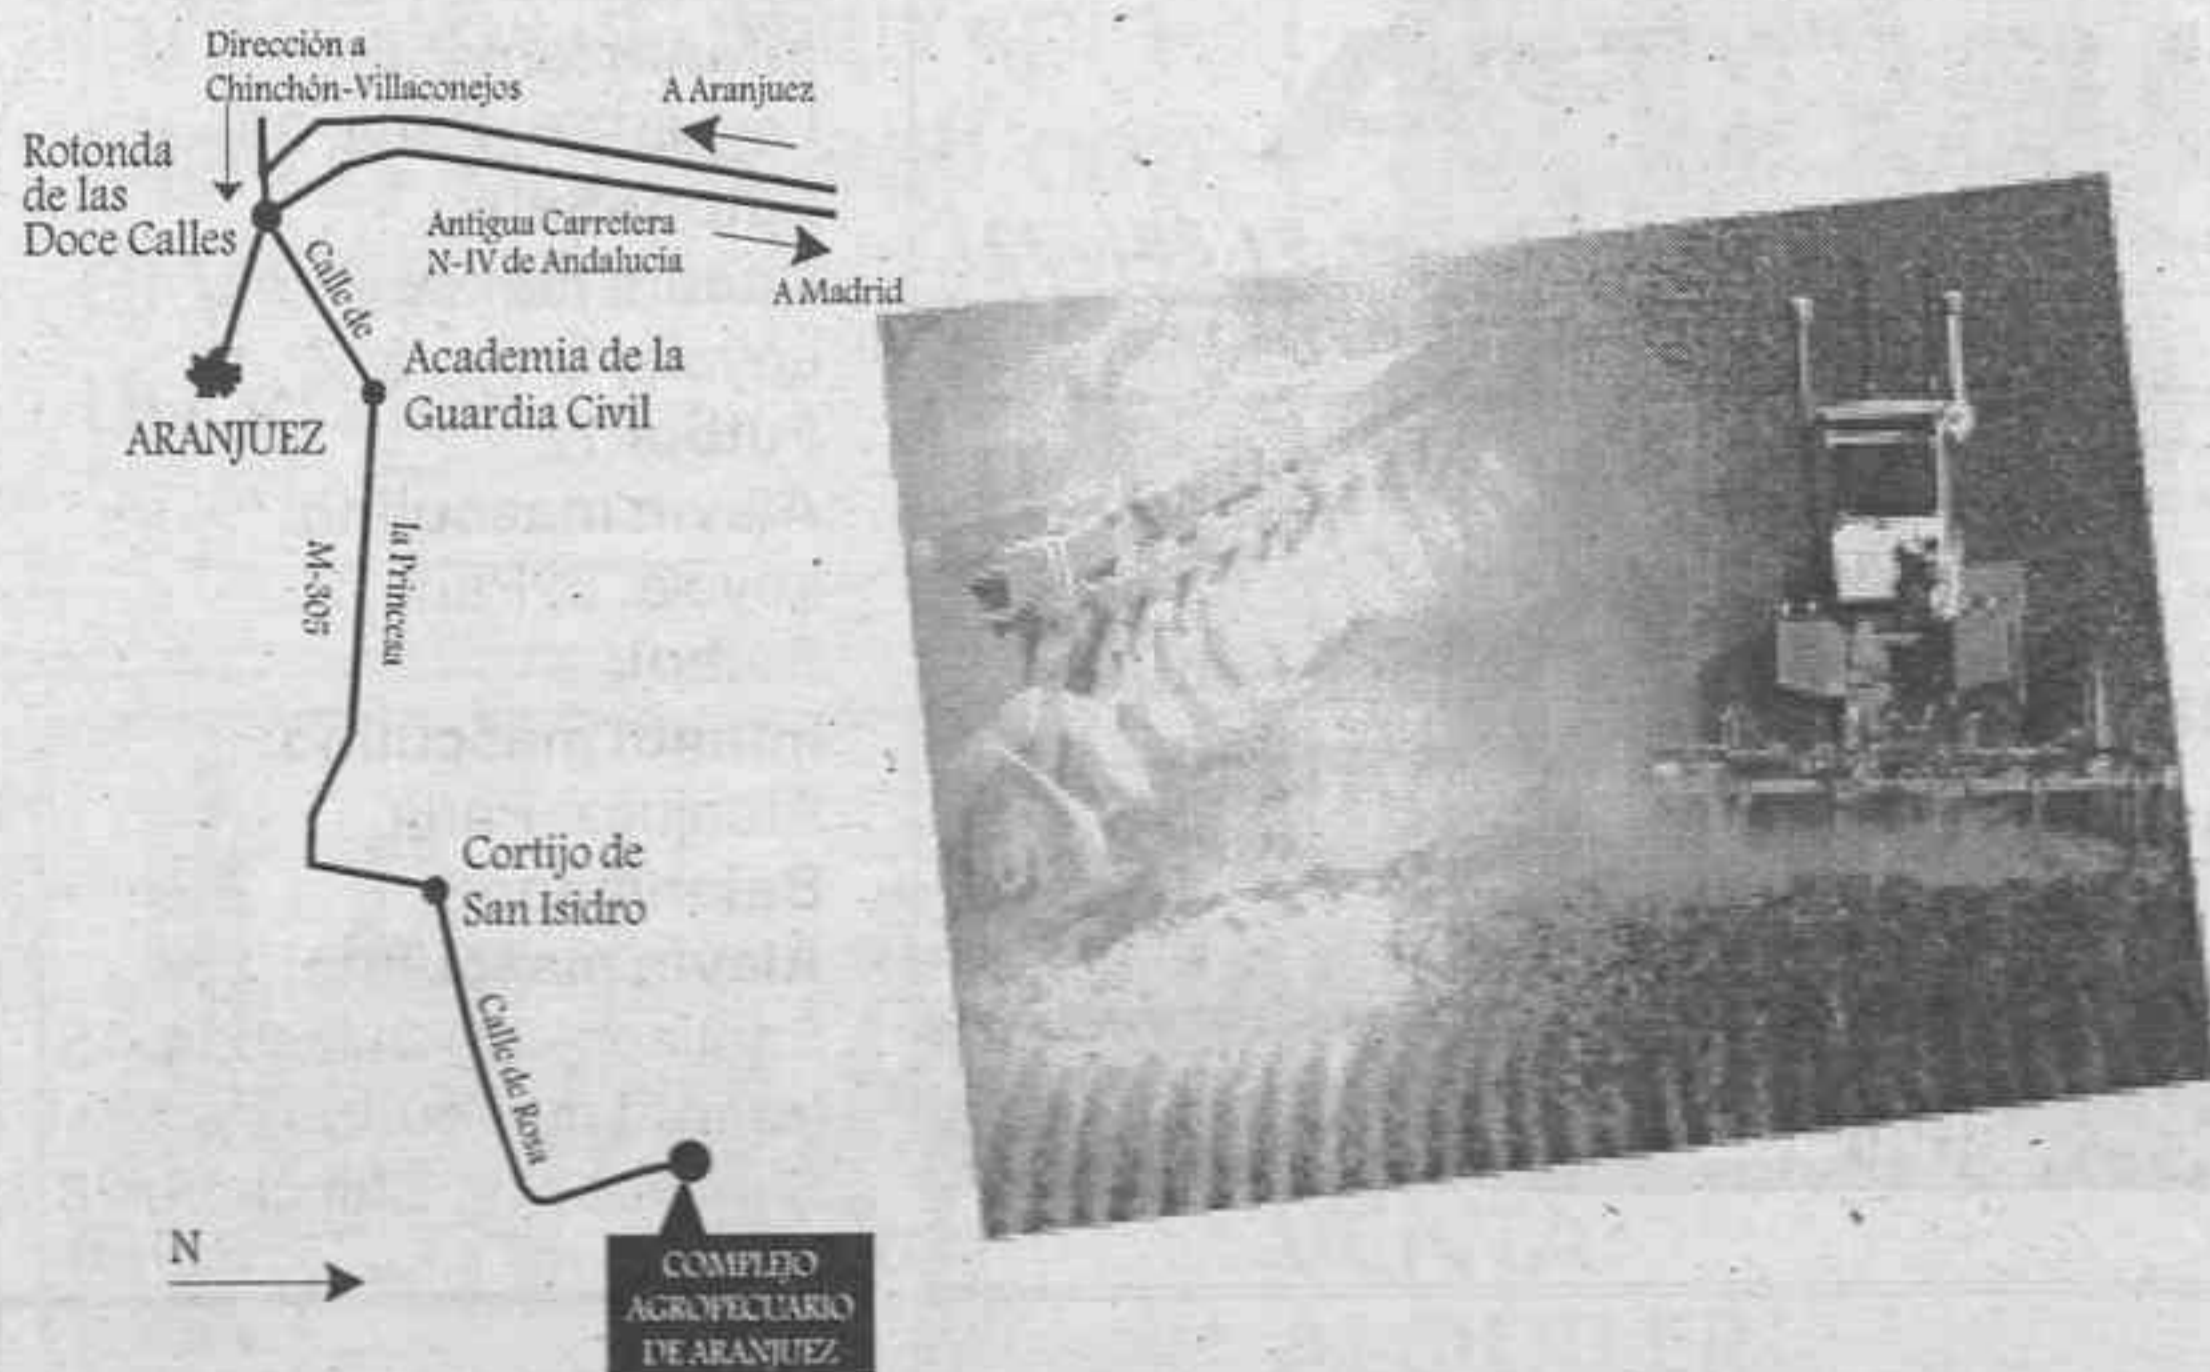 Dirección a
Chinchón-Villaconejos
A Aranjuez
Rotonda
de las
Doce Calles
Antigua Carretera
N-IV de Andalucía
A Madrid
Calle de
Academia de la
Guardia Civil
ARANJUEZ
la Princesa
M-305
Cortijo de
San Isidro
Calle de Rosa
N
COMPLEJO
AGROPECUARIO
DE ARANJUEZ